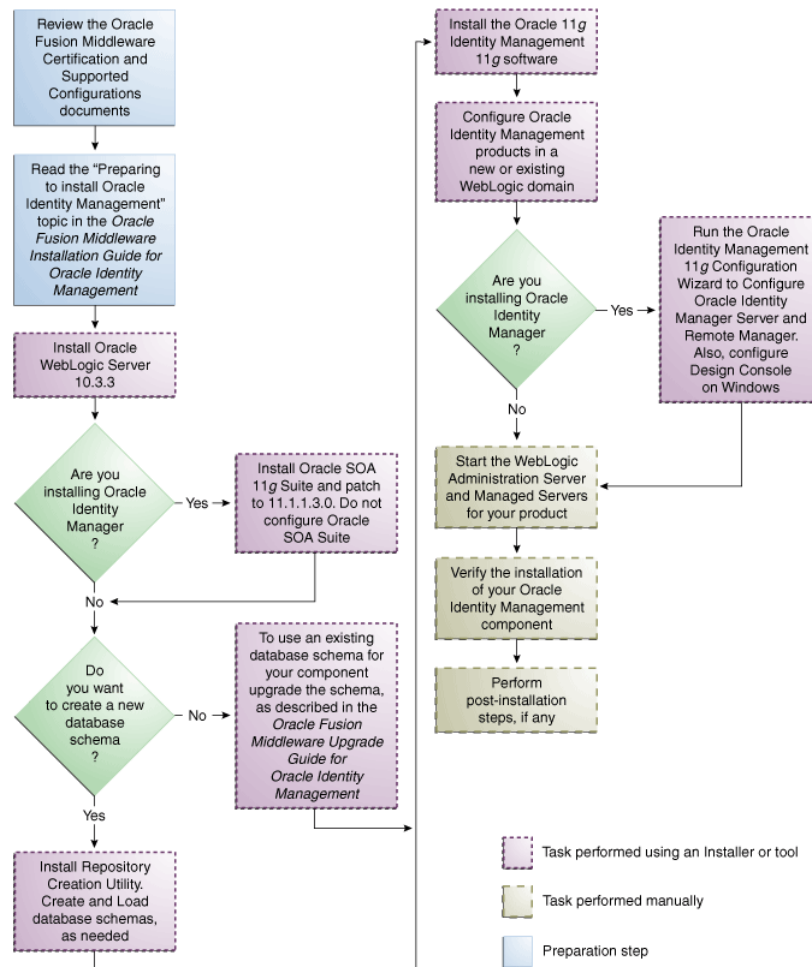 Review the Oracle
Fusion Middleware
Certification and
Supported
Configurations
documents
Read the “Preparing
to install Oracle
Identity Management”
topic in the Oracle
Fusion Middleware
Installation Guide for
Oracle Identity
Management
Install Oracle
WebLogic Server
10.3.3
Are you
installing Oracle
Identity
Manager
?
Yes
Install Oracle SOA
11g Suite and patch
to 11.1.1.3.0. Do not
configure Oracle
SOA Suite
No
Do
you want
to create a new
database
schema
?
No
To use an existing
database schema for
your component
upgrade the schema,
as described in the
Oracle Fusion
Middleware Upgrade
Guide for
Oracle Identity
Management
Yes
Install Repository
Creation Utility.
Create and Load
database schemas,
as needed
Install the Oracle 11g
Identity Management
11g software
Configure Oracle
Identity Management
products in a
new or existing
WebLogic domain
Are you
installing Oracle
Identity
Manager
?
Yes
Run the Oracle
Identity Management
11g Configuration
Wizard to Configure
Oracle Identity
Manager Server and
Remote Manager.
Also, configure
Design Console
on Windows
No
Start the WebLogic
Administration Server
and Managed Servers
for your product
Verify the installation
of your Oracle
Identity Management
component
Perform
post-installation
steps, if any
Task performed using an Installer or tool
Task performed manually
Preparation step